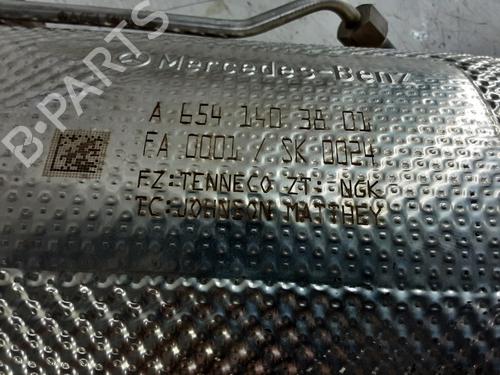 Mercedes-Benz
A 654 140 38 01
FA 0001 / SK 0024
FZ:TENNECO ZT: NGK
TC:JOHNSON MATTHEY
B-PARTS